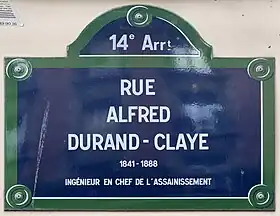 14e Arrt
RUE
ALFRED
DURAND - CLAYE
1841 - 1888
INGÉNIEUR EN CHEF DE L'ASSAINISSEMENT